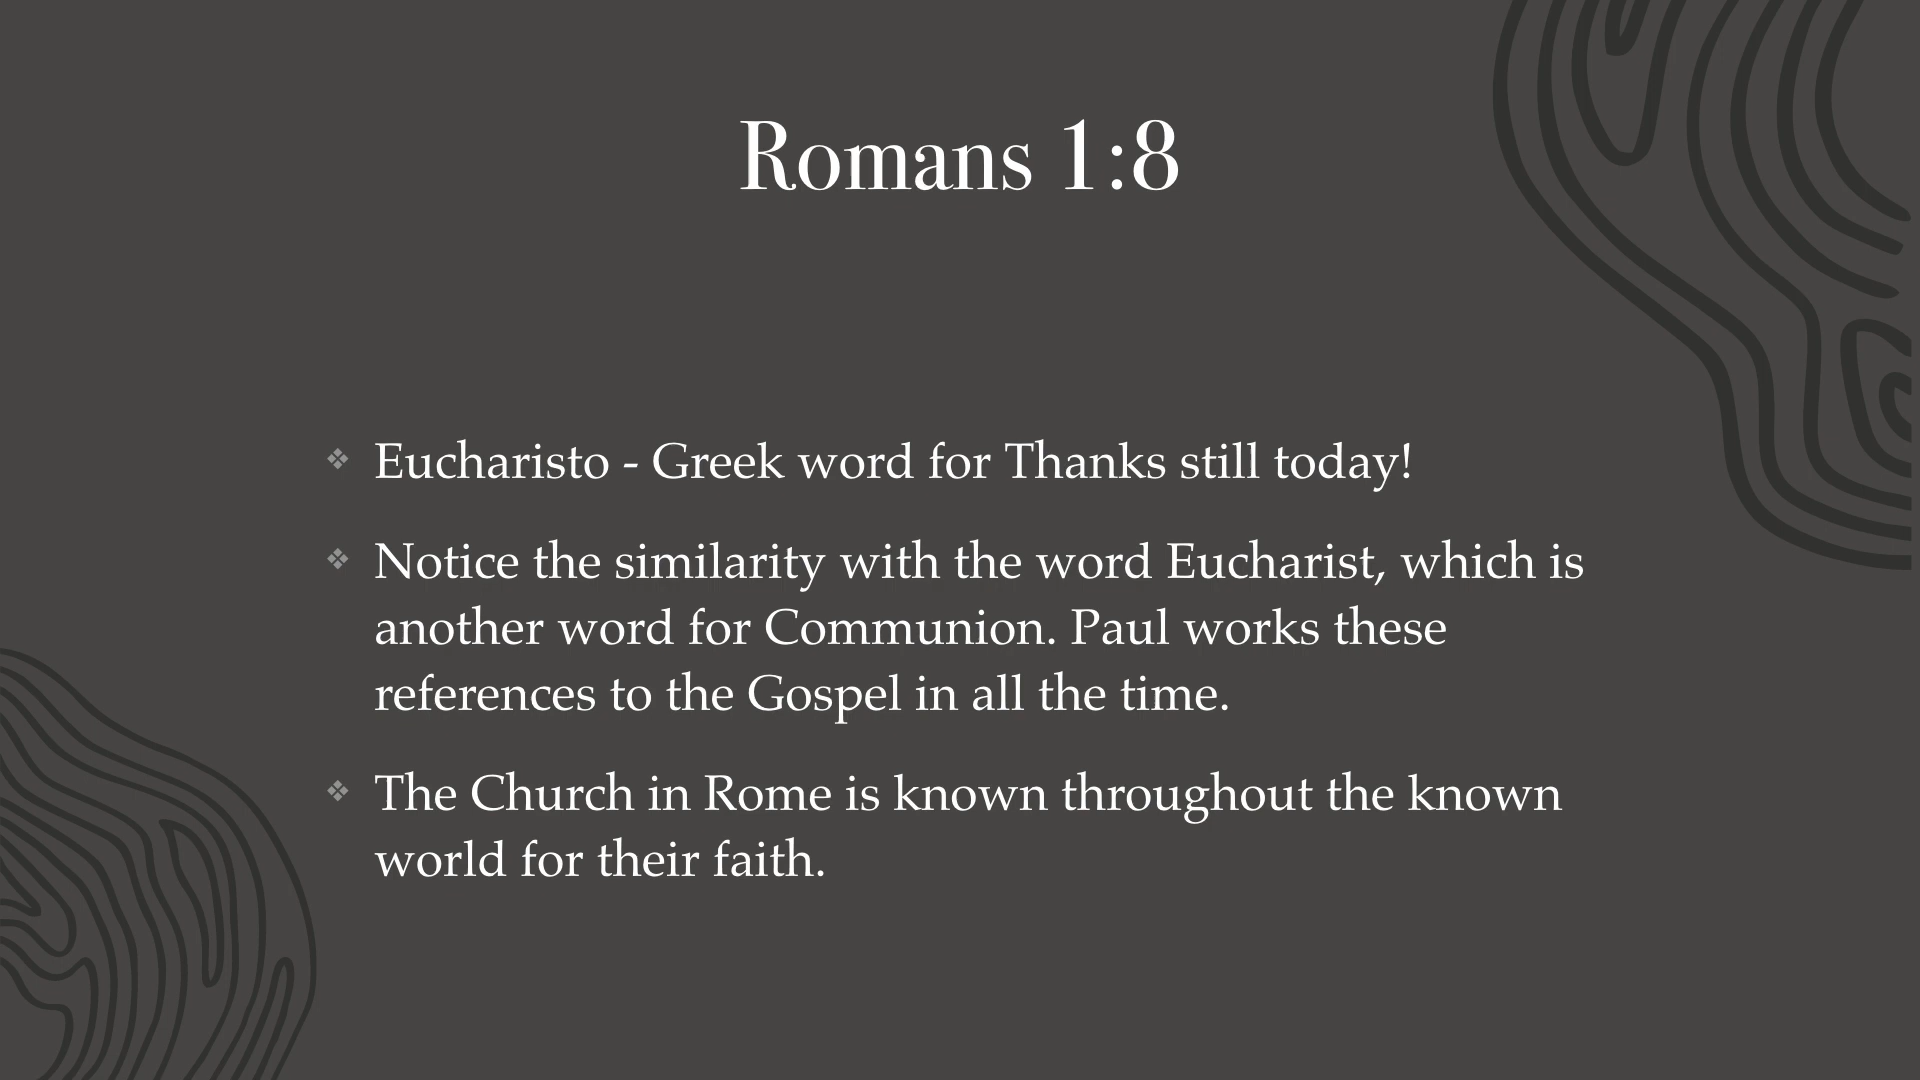 Romans 1:8
❖ Eucharisto - Greek word for Thanks still today!
❖ Notice the similarity with the word Eucharist, which is
another word for Communion. Paul works these
references to the Gospel in all the time.
❖ The Church in Rome is known throughout the known
world for their faith.